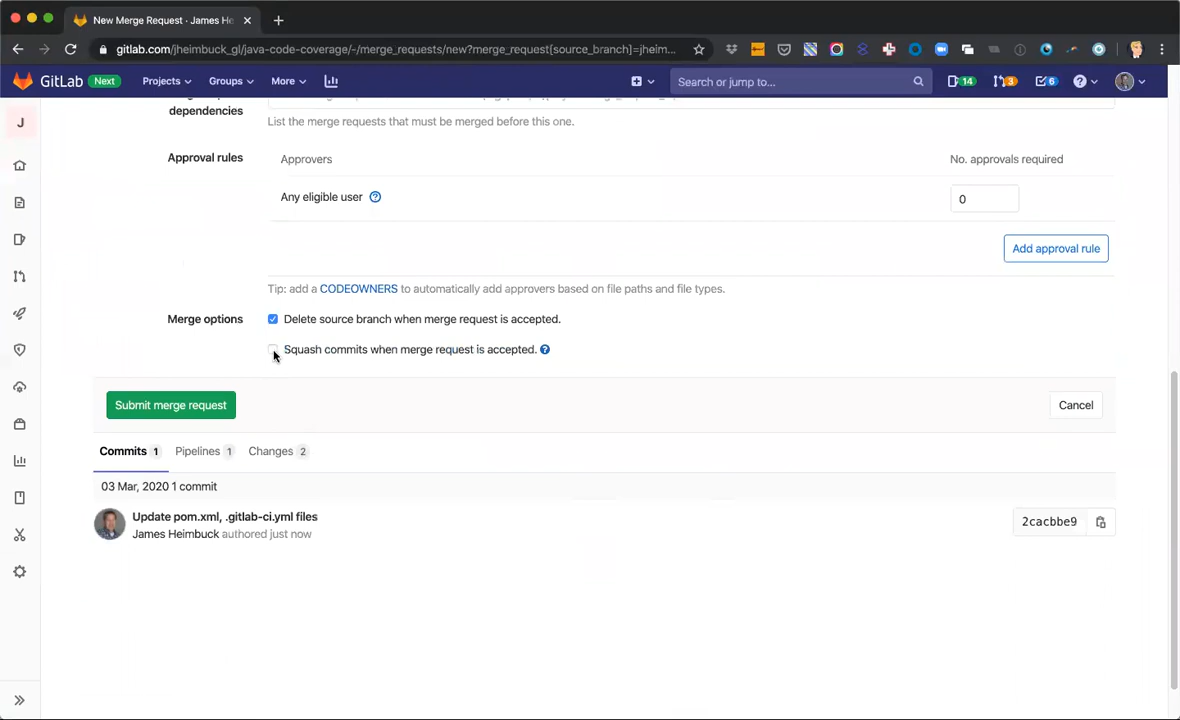 New Merge Request · James He
gitlab.com/jheimbuck_gl/java-code-coverage/-/merge_requests/new?merge_request[source_branch]=jheim...
GitLab Next Projects Groups More Search or jump to... 14 3 6
J
dependencies
List the merge requests that must be merged before this one.
Approval rules
Approvers
No. approvals required
Any eligible user
0
Add approval rule
Tip: add a CODEOWNERS to automatically add approvers based on file paths and file types.
Merge options
Delete source branch when merge request is accepted.
Squash commits when merge request is accepted.
Submit merge request
Cancel
Commits 1 Pipelines 1 Changes 2
03 Mar, 2020 1 commit
Update pom.xml, .gitlab-ci.yml files
2cacbbe9
James Heimbuck authored just now